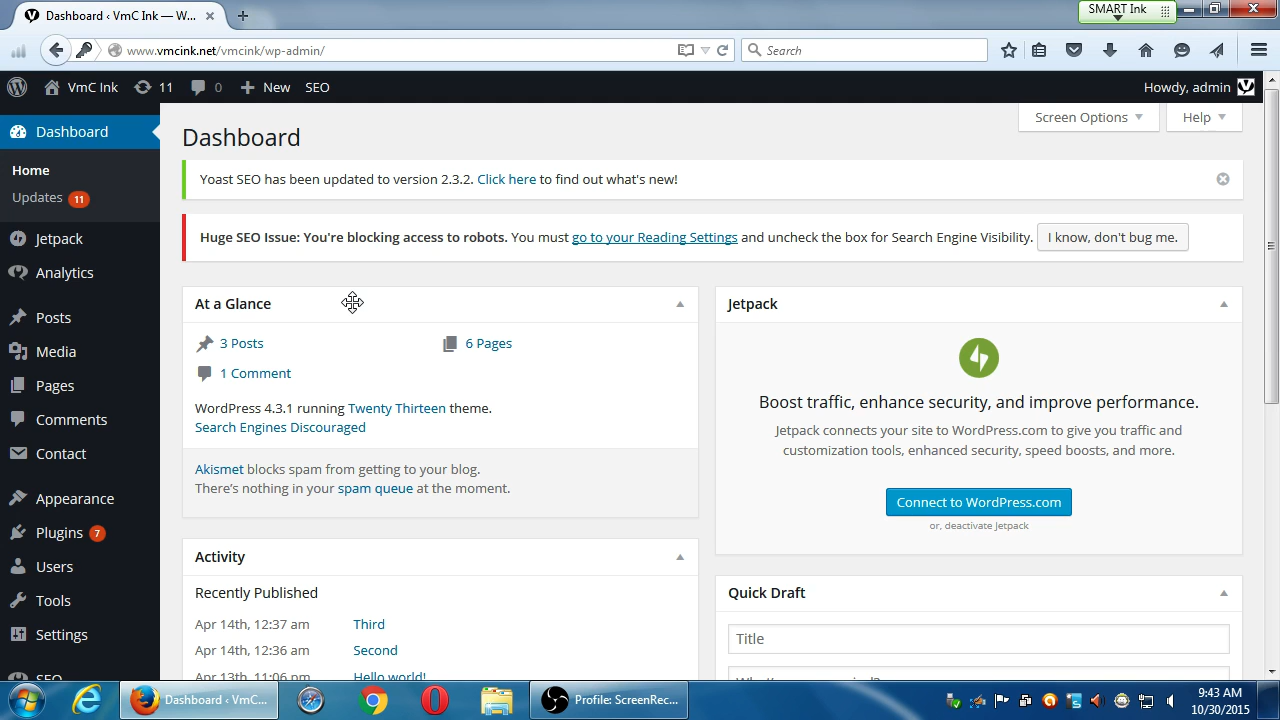 Dashboard ‹ VmC Ink — W...
SMART Ink
www.vmcink.net/vmcink/wp-admin/
Search
VmC Ink
11
0
New
SEO
Howdy, admin
Dashboard
Home
Updates 11
Jetpack
Analytics
Posts
Media
Pages
Comments
Contact
Appearance
Plugins 7
Users
Tools
Settings
SEO
Screen Options
Help
Dashboard
Yoast SEO has been updated to version 2.3.2. Click here to find out what's new!
Huge SEO Issue: You're blocking access to robots. You must go to your Reading Settings and uncheck the box for Search Engine Visibility.
I know, don't bug me.
At a Glance
3 Posts
6 Pages
1 Comment
WordPress 4.3.1 running Twenty Thirteen theme.
Search Engines Discouraged
Akismet blocks spam from getting to your blog.
There's nothing in your spam queue at the moment.
Activity
Recently Published
Apr 14th, 12:37 am Third
Apr 14th, 12:36 am Second
Apr 13th, 11:06 pm Hello world!
Jetpack
Boost traffic, enhance security, and improve performance.
Jetpack connects your site to WordPress.com to give you traffic and
customization tools, enhanced security, speed boosts, and more.
Connect to WordPress.com
or, deactivate Jetpack
Quick Draft
Title
Dashboard ‹ VmC...
Profile: ScreenRec...
9:43 AM
10/30/2015